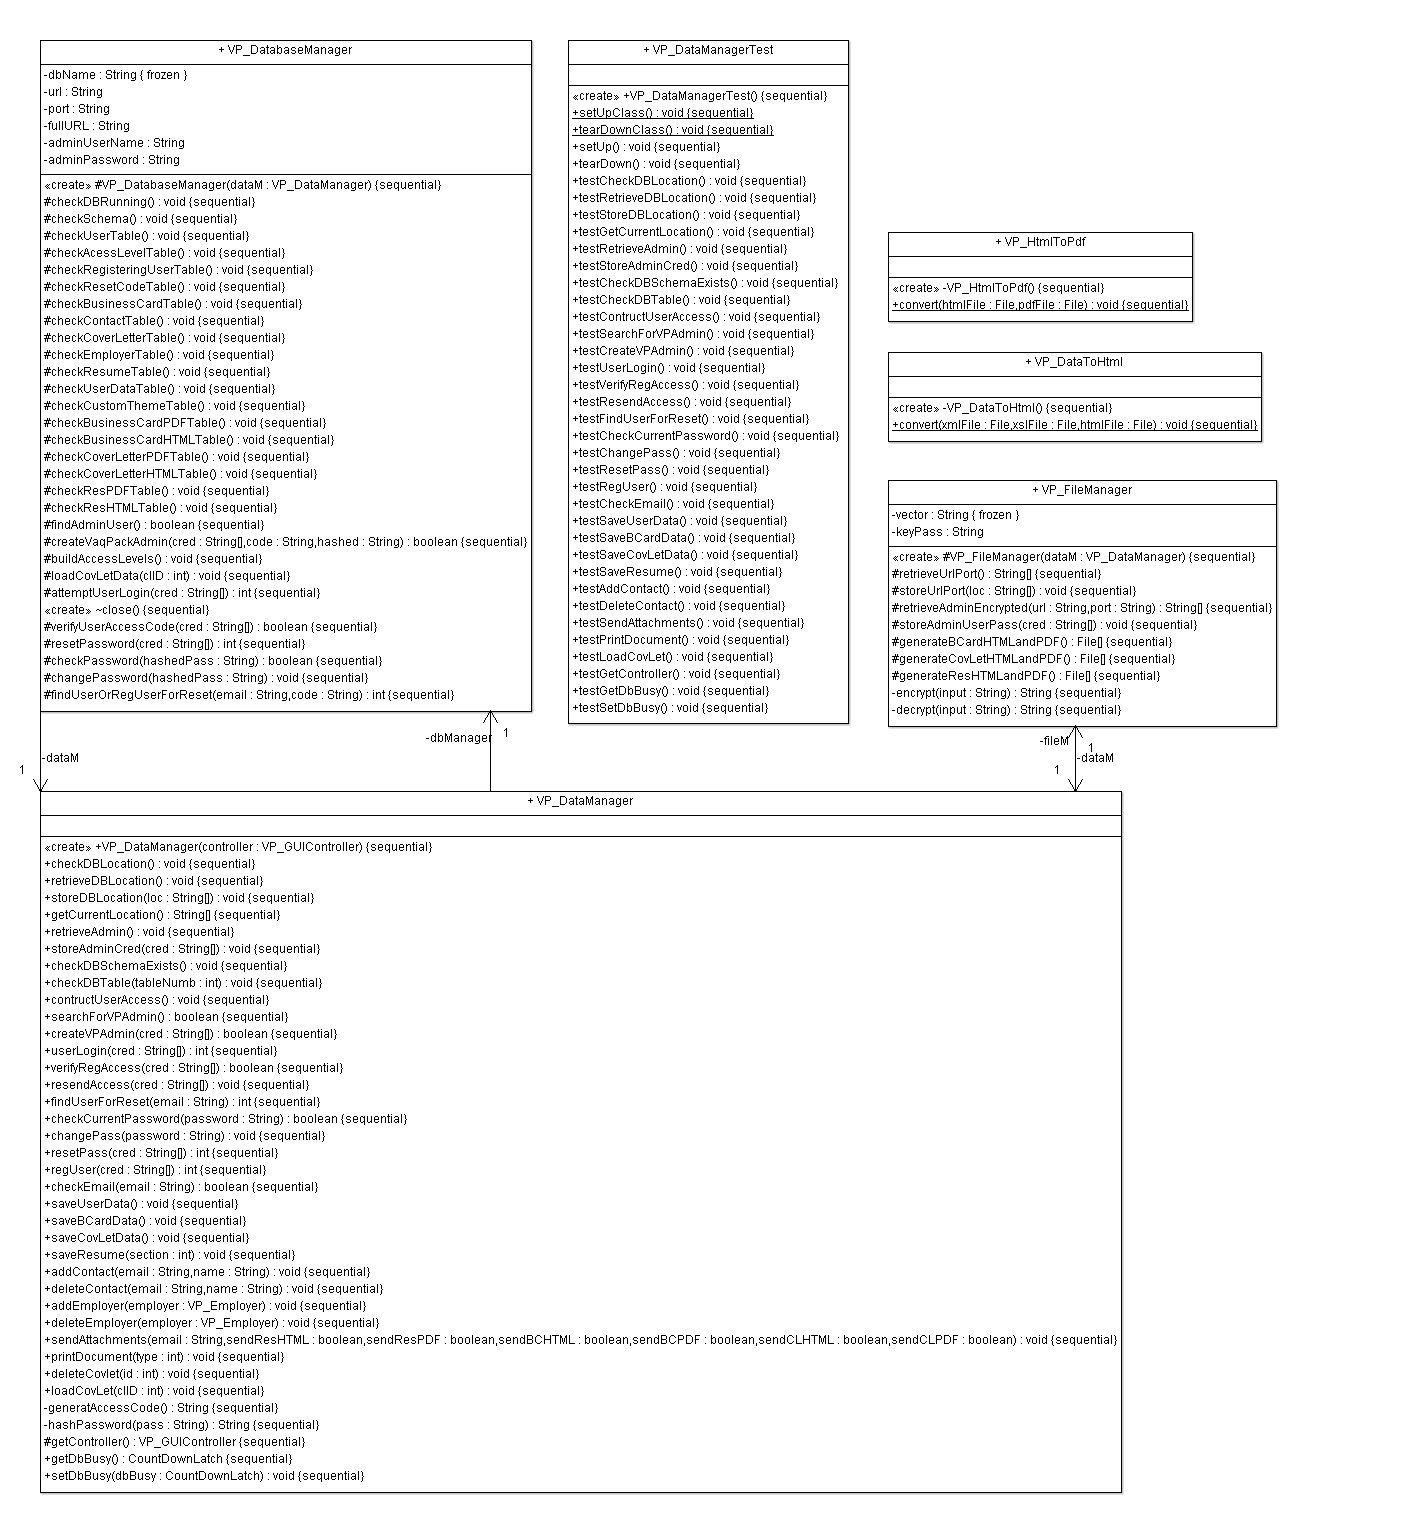 + VP_DatabaseManager
-dbName : String { frozen }
-url : String
-port : String
-fullURL : String
-adminUserName : String
-adminPassword : String
«create» #VP_DatabaseManager(dataM : VP_DataManager) {sequential}
#checkDBRunning() : void {sequential}
#checkSchema() : void {sequential}
#checkUserTable() : void {sequential}
#checkAcessLevelTable() : void {sequential}
#checkRegisteringUserTable() : void {sequential}
#checkResetCodeTable() : void {sequential}
#checkBusinessCardTable() : void {sequential}
#checkContactTable() : void {sequential}
#checkCoverLetterTable() : void {sequential}
#checkEmployerTable() : void {sequential}
#checkResumeTable() : void {sequential}
#checkUserDataTable() : void {sequential}
#checkCustomThemeTable() : void {sequential}
#checkBusinessCardPDFTable() : void {sequential}
#checkBusinessCardHTMLTable() : void {sequential}
#checkCoverLetterPDFTable() : void {sequential}
#checkCoverLetterHTMLTable() : void {sequential}
#checkResPDFTable() : void {sequential}
#checkResHTMLTable() : void {sequential}
#findAdminUser() : boolean {sequential}
#createVaqPackAdmin(cred : String[],code : String,hashed : String) : boolean {sequential}
#buildAccessLevels() : void {sequential}
#loadCovLetData(clID : int) : void {sequential}
#attemptUserLogin(cred : String[]) : int {sequential}
«create» ~close() {sequential}
#verifyUserAccessCode(cred : String[]) : boolean {sequential}
#resetPassword(cred : String[]) : int {sequential}
#checkPassword(hashedPass : String) : boolean {sequential}
#changePassword(hashedPass : String) : void {sequential}
#findUserOrRegUserForReset(email : String,code : String) : int {sequential}
+ VP_DataManagerTest
«create» +VP_DataManagerTest() {sequential}
+setUpClass() : void {sequential}
+tearDownClass() : void {sequential}
+setUp() : void {sequential}
+tearDown() : void {sequential}
+testCheckDBLocation() : void {sequential}
+testRetrieveDBLocation() : void {sequential}
+testStoreDBLocation() : void {sequential}
+testGetCurrentLocation() : void {sequential}
+testRetrieveAdmin() : void {sequential}
+testStoreAdminCred() : void {sequential}
+testCheckDBSchemaExists() : void {sequential}
+testCheckDBTable() : void {sequential}
+testContructUserAccess() : void {sequential}
+testSearchForVPAdmin() : void {sequential}
+testCreateVPAdmin() : void {sequential}
+testUserLogin() : void {sequential}
+testVerifyRegAccess() : void {sequential}
+testResendAccess() : void {sequential}
+testFindUserForReset() : void {sequential}
+testCheckCurrentPassword() : void {sequential}
+testChangePass() : void {sequential}
+testResetPass() : void {sequential}
+testRegUser() : void {sequential}
+testCheckEmail() : void {sequential}
+testSaveUserData() : void {sequential}
+testSaveBCardData() : void {sequential}
+testSaveCovLetData() : void {sequential}
+testSaveResume() : void {sequential}
+testAddContact() : void {sequential}
+testDeleteContact() : void {sequential}
+testSendAttachments() : void {sequential}
+testPrintDocument() : void {sequential}
+testLoadCovLet() : void {sequential}
+testGetController() : void {sequential}
+testGetDbBusy() : void {sequential}
+testSetDbBusy() : void {sequential}
+ VP_HtmlToPdf
«create» -VP_HtmlToPdf() {sequential}
+convert(htmlFile : File,pdfFile : File) : void {sequential}
+ VP_DataToHtml
«create» -VP_DataToHtml() {sequential}
+convert(xmlFile : File,xslFile : File,htmlFile : File) : void {sequential}
+ VP_FileManager
-vector : String { frozen }
-keyPass : String
«create» #VP_FileManager(dataM : VP_DataManager) {sequential}
#retrieveUrlPort() : String[] {sequential}
#storeUrlPort(loc : String[]) : void {sequential}
#retrieveAdminEncrypted(url : String,port : String) : String[] {sequential}
#storeAdminUserPass(cred : String[]) : void {sequential}
#generateBCardHTMLandPDF() : File[] {sequential}
#generateCovLetHTMLandPDF() : File[] {sequential}
#generateResHTMLandPDF() : File[] {sequential}
-encrypt(input : String) : String {sequential}
-decrypt(input : String) : String {sequential}
-dbManager
1
-fileM
1
-dataM
1
-dataM
1
+ VP_DataManager
«create» +VP_DataManager(controller : VP_GUIController) {sequential}
+checkDBLocation() : void {sequential}
+retrieveDBLocation() : void {sequential}
+storeDBLocation(loc : String[]) : void {sequential}
+getCurrentLocation() : String[] {sequential}
+retrieveAdmin() : void {sequential}
+storeAdminCred(cred : String[]) : void {sequential}
+checkDBSchemaExists() : void {sequential}
+checkDBTable(tableNumb : int) : void {sequential}
+contructUserAccess() : void {sequential}
+searchForVPAdmin() : boolean {sequential}
+createVPAdmin(cred : String[]) : boolean {sequential}
+userLogin(cred : String[]) : int {sequential}
+verifyRegAccess(cred : String[]) : boolean {sequential}
+resendAccess(cred : String[]) : void {sequential}
+findUserForReset(email : String) : int {sequential}
+checkCurrentPassword(password : String) : boolean {sequential}
+changePass(password : String) : void {sequential}
+resetPass(cred : String[]) : int {sequential}
+regUser(cred : String[]) : int {sequential}
+checkEmail(email : String) : boolean {sequential}
+saveUserData() : void {sequential}
+saveBCardData() : void {sequential}
+saveCovLetData() : void {sequential}
+saveResume(section : int) : void {sequential}
+addContact(email : String,name : String) : void {sequential}
+deleteContact(email : String,name : String) : void {sequential}
+addEmployer(employer : VP_Employer) : void {sequential}
+deleteEmployer(employer : VP_Employer) : void {sequential}
+sendAttachments(email : String,sendResHTML : boolean,sendResPDF : boolean,sendBCHTML : boolean,sendBCPDF : boolean,sendCLHTML : boolean,sendCLPDF : boolean) : void {sequential}
+printDocument(type : int) : void {sequential}
+deleteCovlet(id : int) : void {sequential}
+loadCovLet(clID : int) : void {sequential}
-generatAccessCode() : String {sequential}
-hashPassword(pass : String) : String {sequential}
#getController() : VP_GUIController {sequential}
+getDbBusy() : CountDownLatch {sequential}
+setDbBusy(dbBusy : CountDownLatch) : void {sequential}